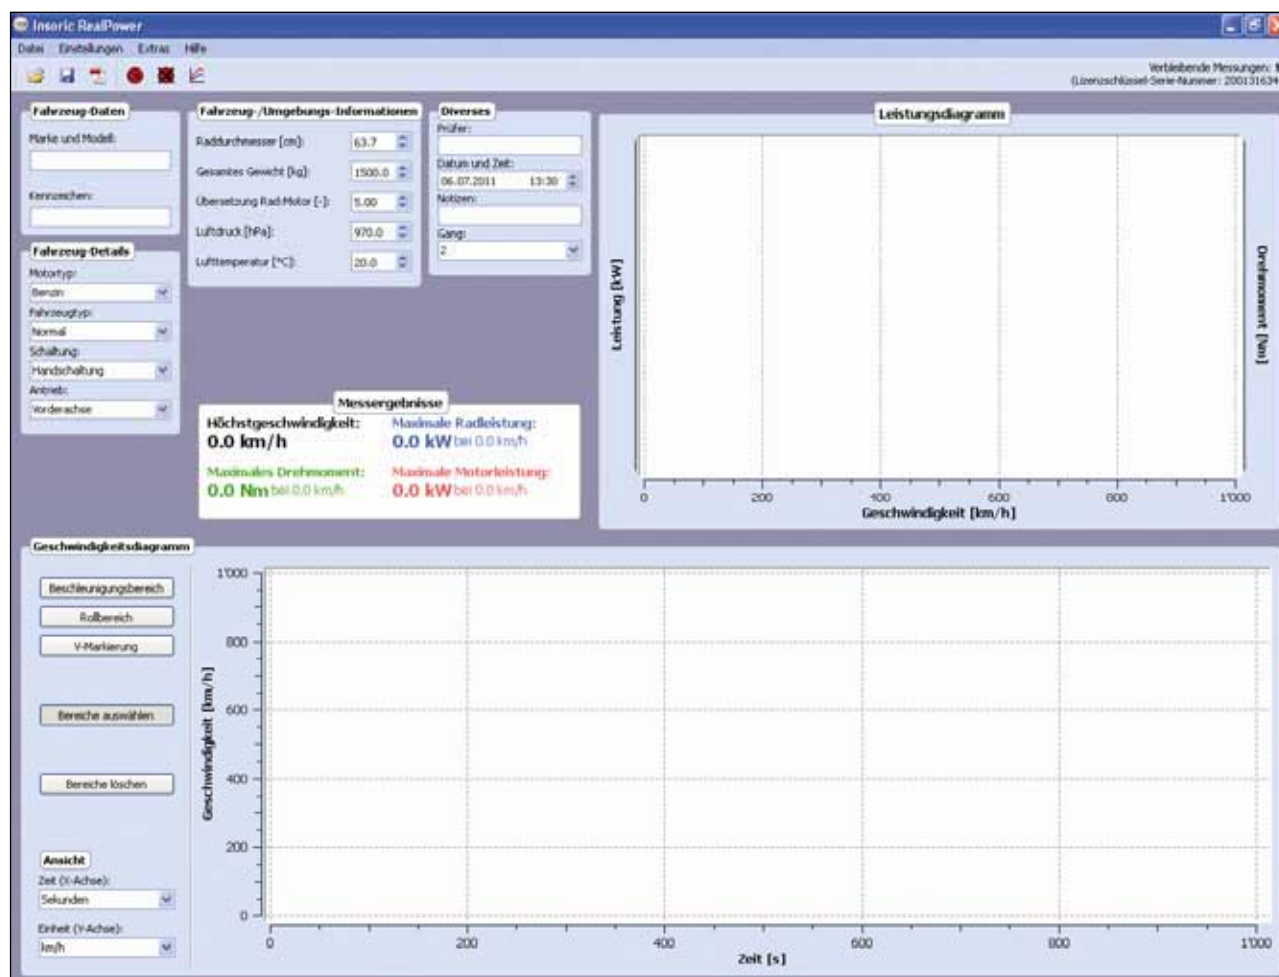 Insoric RealPower
Datei Einstellungen Extras Hilfe
Verbleibende Messungen:
(Lizenzschlüssel-Serie-Nummer: 200131634
Fahrzeug-Daten
Marke und Modell:
Kennzeichen:
Fahrzeug-Details
Motortyp:
Benzin
Fahrzeugtyp:
Normal
Schaltung:
Handschaltung
Antrieb:
Vorderachse
Fahrzeug-/Umgebungs-Informationen
Raddurchmesser [cm]: 63.7
Gesamtes Gewicht [kg]: 1500.0
Übersetzung Rad:Motor [-]: 5.00
Luftdruck [hPa]: 970.0
Lufttemperatur [°C]: 20.0
Diverses
Prüfer:
Datum und Zeit:
06.07.2011 13:30
Notizen:
Gang:
2
Messergebnisse
Höchstgeschwindigkeit:
0.0 km/h
Maximale Radleistung:
0.0 kW bei 0.0 km/h
Maximales Drehmoment:
0.0 Nm bei 0.0 km/h
Maximale Motorleistung:
0.0 kW bei 0.0 km/h
Leistungsdiagramm
Leistung [kW]
Drehmoment [Nm]
0 200 400 600 800 1'000
Geschwindigkeit [km/h]
Geschwindigkeitsdiagramm
Beschleunigungsbereich
Rollbereich
V-Markierung
Bereiche auswählen
Bereiche löschen
Ansicht
Zeit (X-Achse):
Sekunden
Einheit (Y-Achse):
km/h
Geschwindigkeit [km/h]
1'000
800
600
400
200
0
0 200 400 600 800 1'000
Zeit [s]